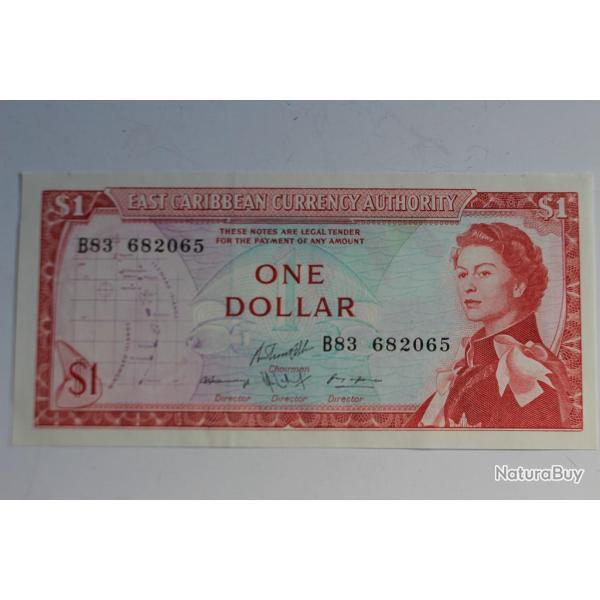 EAST CARIBBEAN CURRENCY AUTHORITY
$1
$1
THESE NOTES ARE LEGAL TENDER
FOR THE PAYMENT OF ANY AMOUNT
B83 682065
ONE
DOLLAR
B83 682065
Chairman
$1
Director Director Director
NaturaBuy